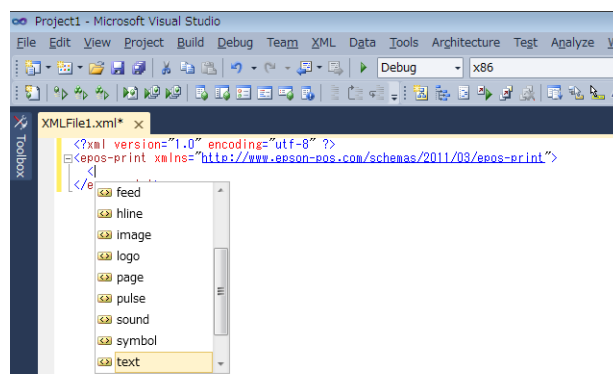 Project1 - Microsoft Visual Studio
File Edit View Project Build Debug Team XML Data Tools Architecture Test Analyze
Debug x86
XMLFile1.xml*
Toolbox
<?xml version="1.0" encoding="utf-8" ?>
<epos-print xmlns="http://www.epson-pos.com/schemas/2011/03/epos-print">
<
</e
feed
hline
image
logo
page
pulse
sound
symbol
text